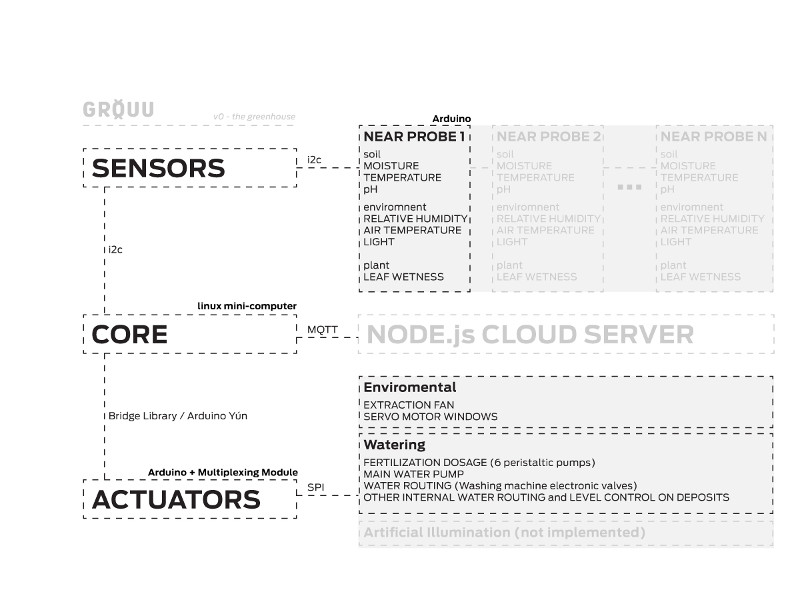 GRŎUU
v0 - the greenhouse
Arduino
SENSORS
i2c
NEAR PROBE 1
soil
MOISTURE
TEMPERATURE
pH
enviromnent
RELATIVE HUMIDITY
AIR TEMPERATURE
LIGHT
plant
LEAF WETNESS
NEAR PROBE 2
soil
MOISTURE
TEMPERATURE
pH
enviromnent
RELATIVE HUMIDITY
AIR TEMPERATURE
LIGHT
plant
LEAF WETNESS
...
NEAR PROBE N
soil
MOISTURE
TEMPERATURE
pH
enviromnent
RELATIVE HUMIDITY
AIR TEMPERATURE
LIGHT
plant
LEAF WETNESS
i2c
linux mini-computer
CORE
MQTT
NODE.js CLOUD SERVER
Bridge Library / Arduino Yún
Enviromental
EXTRACTION FAN
SERVO MOTOR WINDOWS
Watering
FERTILIZATION DOSAGE (6 peristaltic pumps)
MAIN WATER PUMP
WATER ROUTING (Washing machine electronic valves)
OTHER INTERNAL WATER ROUTING and LEVEL CONTROL ON DEPOSITS
Arduino + Multiplexing Module
ACTUATORS
SPI
Artificial Illumination (not implemented)